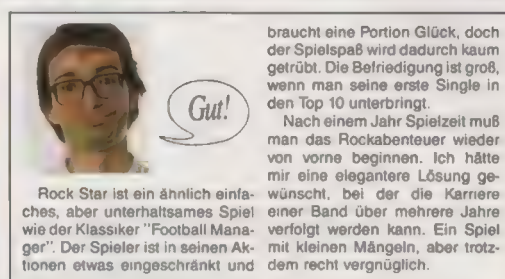 Gut!
Rock Star ist ein ähnlich einfa-
ches, aber unterhaltsames Spiel
wie der Klassiker "Football Mana-
ger". Der Spieler ist in seinen Ak-
tionen etwas eingeschränkt und
braucht eine Portion Glück, doch
der Spielspaß wird dadurch kaum
getrübt. Die Befriedigung ist groß,
wenn man seine erste Single in
den Top 10 unterbringt.
Nach einem Jahr Spielzeit muß
man das Rockabenteuer wieder
von vorne beginnen. Ich hätte
mir eine elegantere Lösung ge-
wünscht, bei der die Karriere
einer Band über mehrere Jahre
verfolgt werden kann. Ein Spiel
mit kleinen Mängeln, aber trotz-
dem recht vergnüglich.